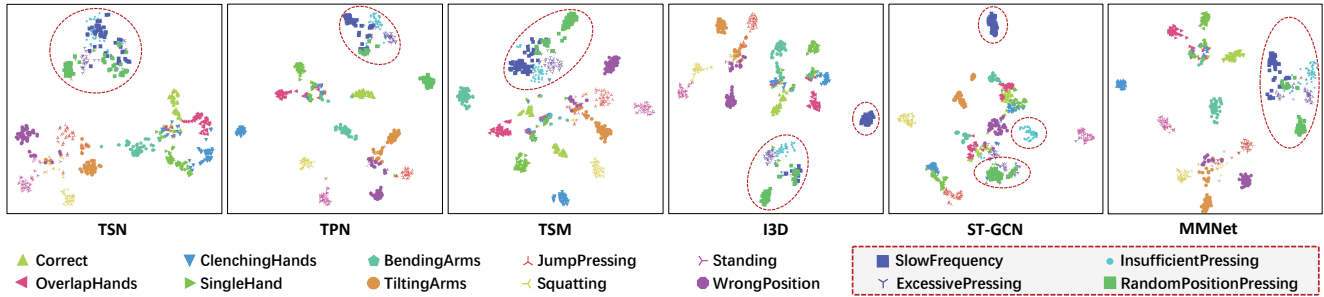 TSN TPN TSM I3D ST-GCN MMNet
Correct ClenchingHands BendingArms JumpPressing Standing SlowFrequency InsufficientPressing
OverlapHands SingleHand TiltingArms Squatting WrongPosition ExcessivePressing RandomPositionPressing